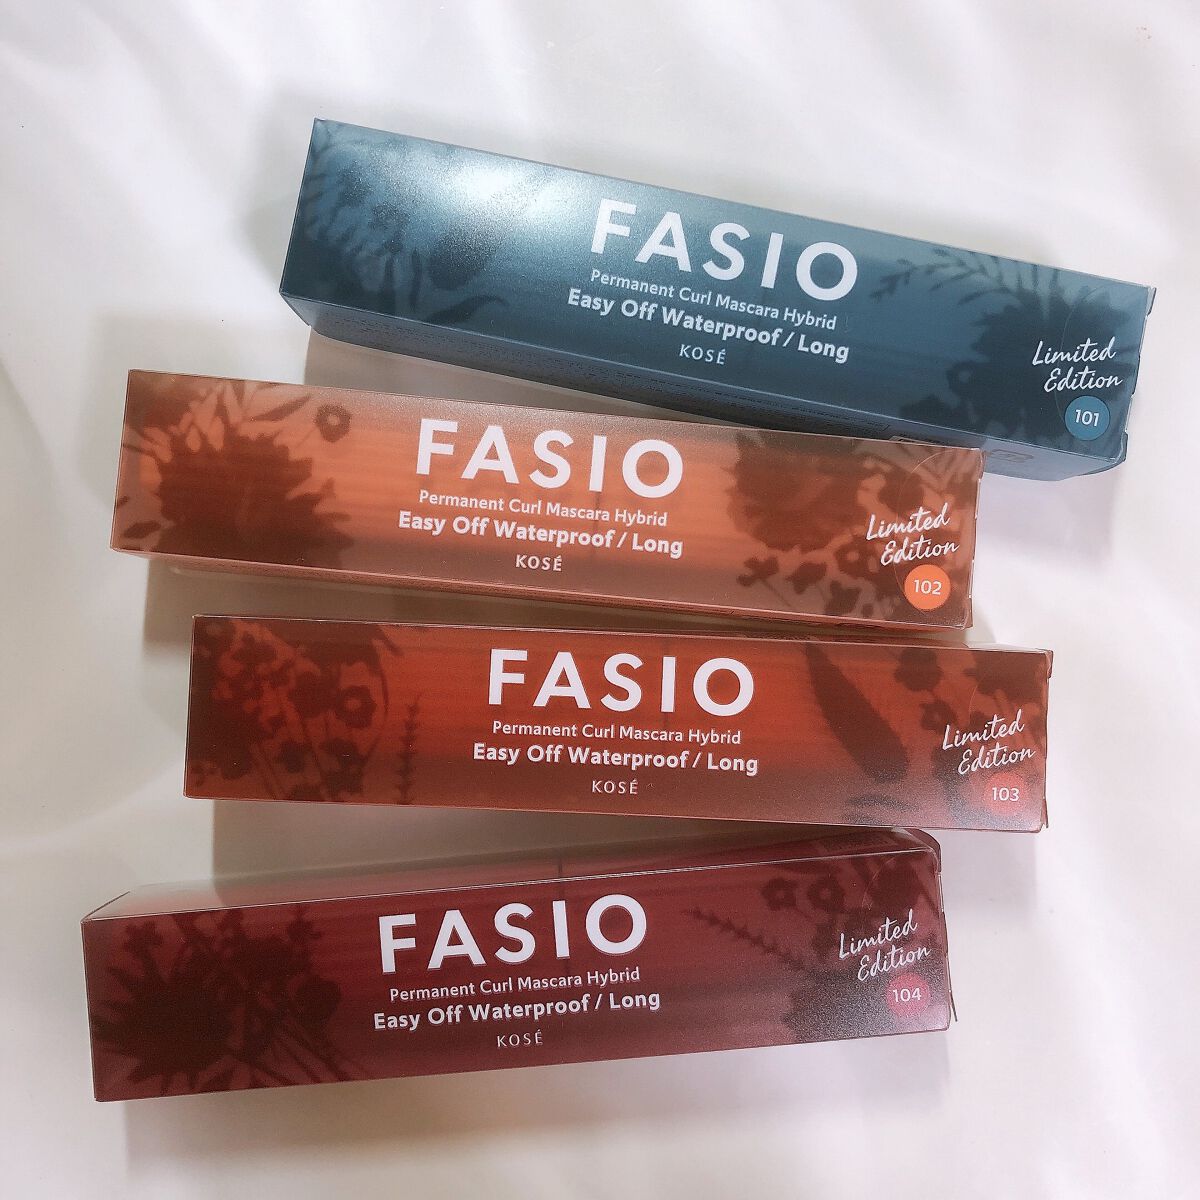 FASIO
Permanent Curl Mascara Hybrid
Easy Off Waterproof / Long
KOSÉ
Limited
Edition
101
FASIO
Permanent Curl Mascara Hybrid
Easy Off Waterproof / Long
KOSÉ
Limited
Edition
102
FASIO
Permanent Curl Mascara Hybrid
Easy Off Waterproof / Long
KOSÉ
Limited
Edition
103
FASIO
Permanent Curl Mascara Hybrid
Easy Off Waterproof / Long
KOSÉ
Limited
Edition
104